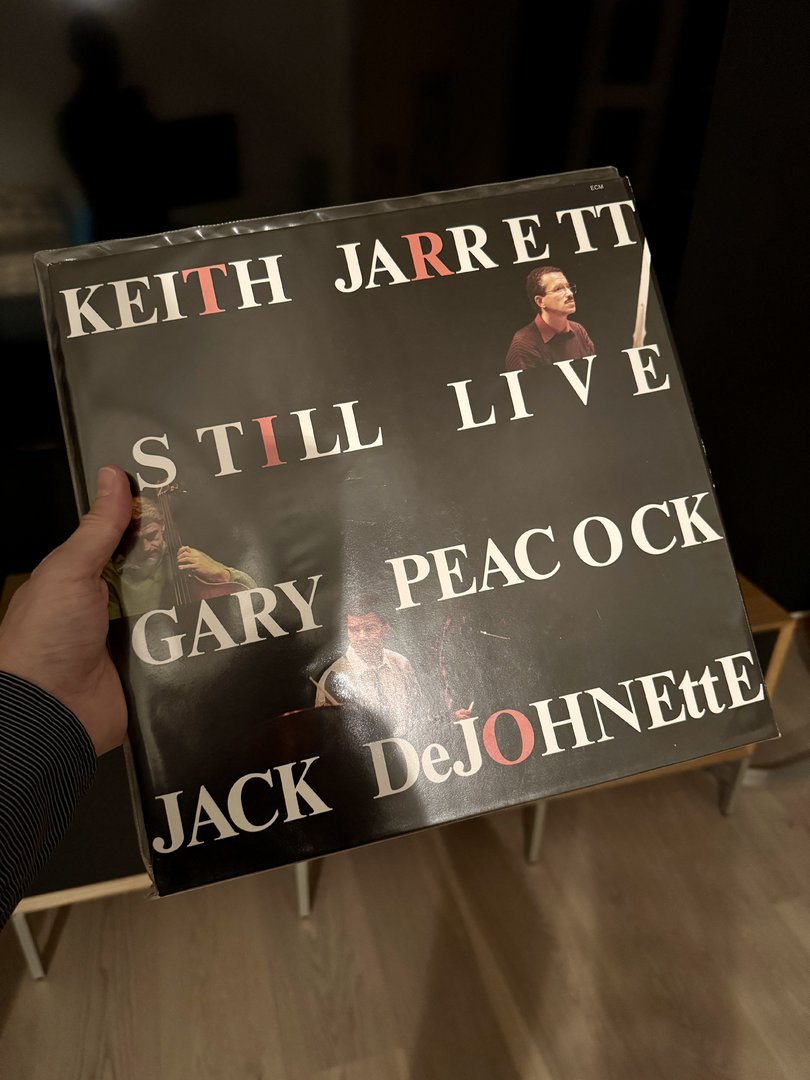 ECM
KEITH JARRETT
STILL LIVE
GARY PEACOCK
JACK DeJOHNEttE